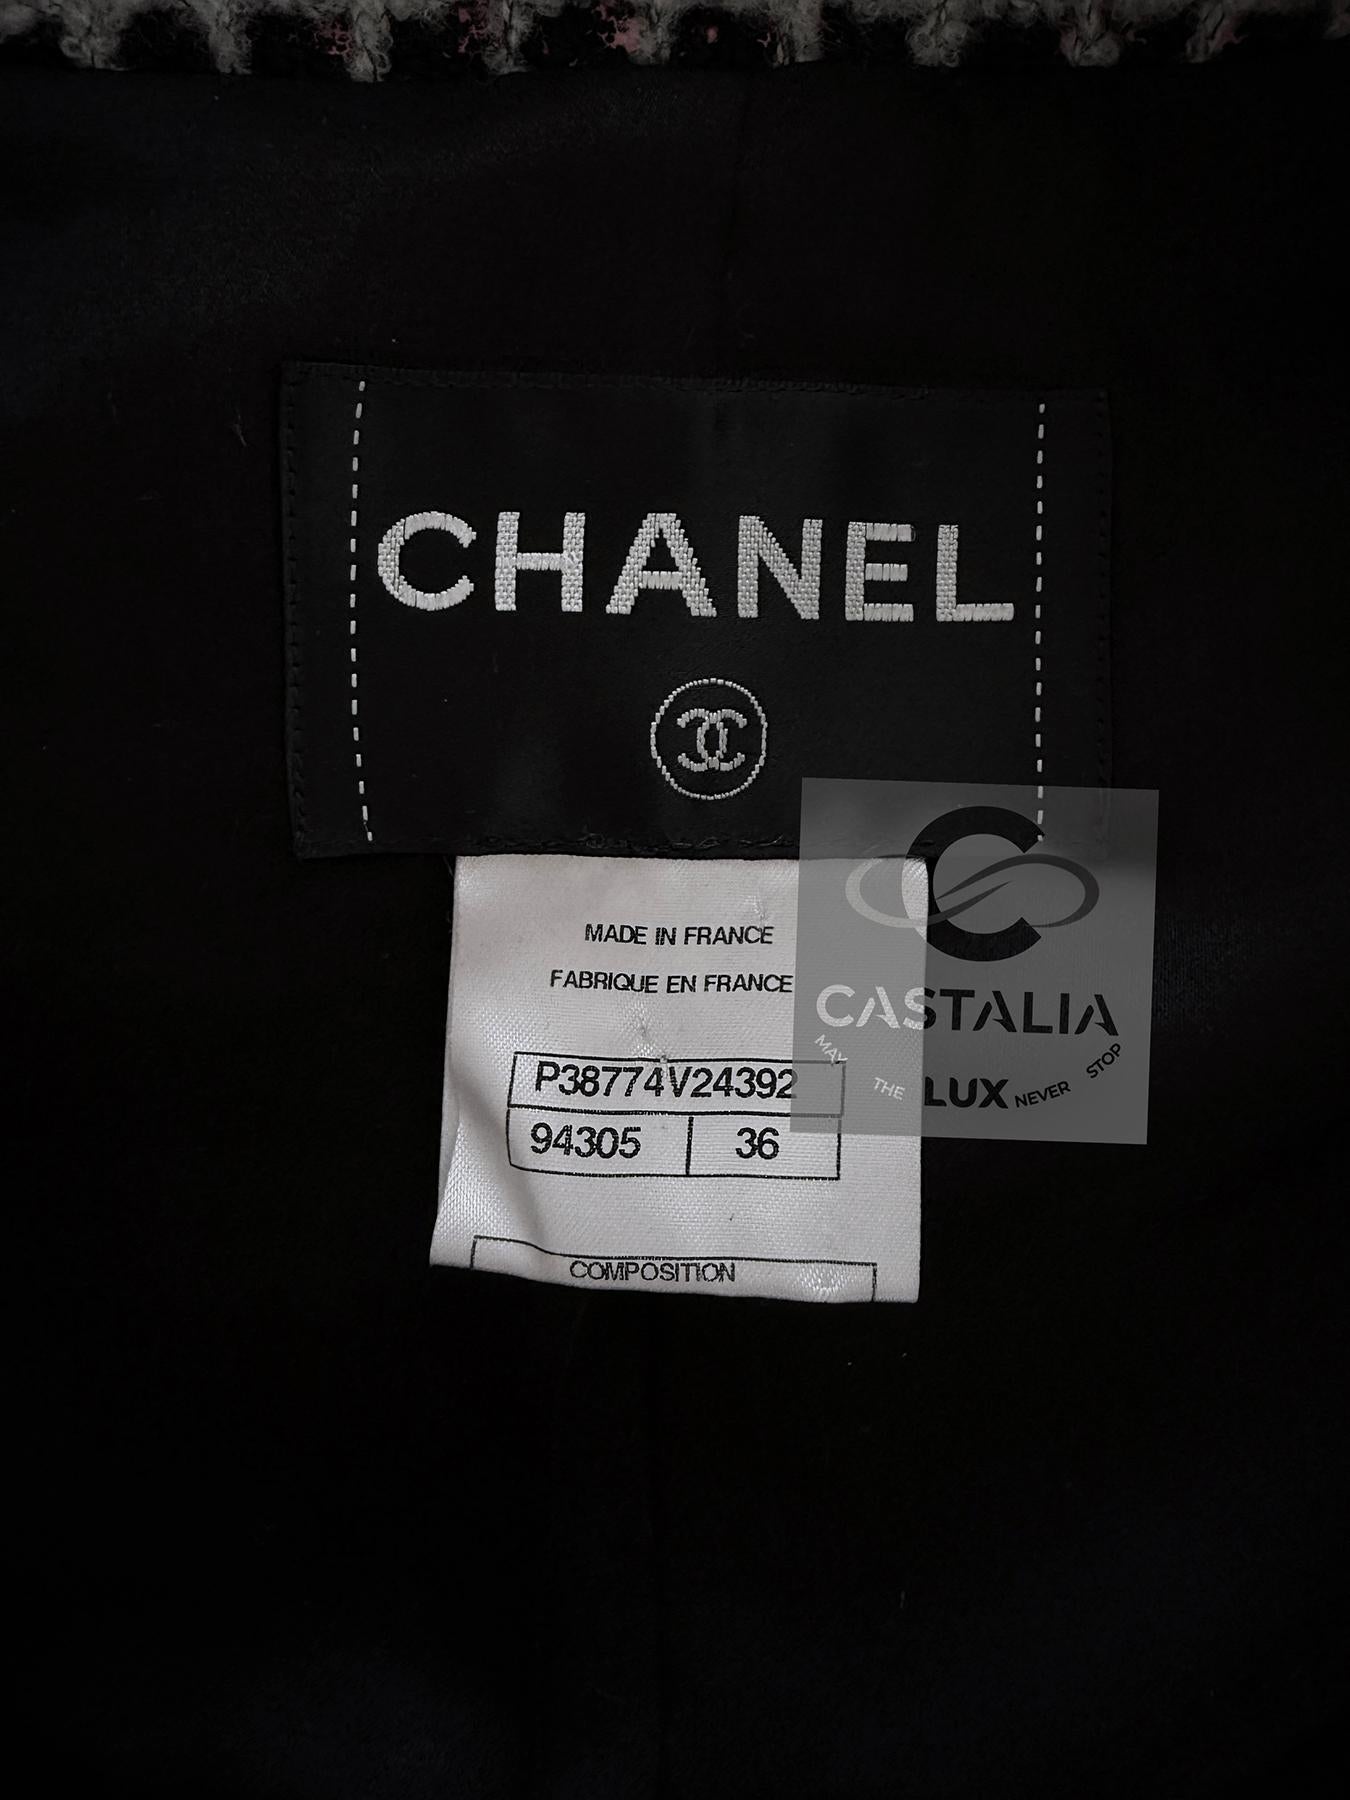 CHANEL
MADE IN FRANCE
FABRIQUE EN FRANCE
P38774V24392
94305 36
COMPOSITION
CASTALIA
MAY THE LUX NEVER STOP